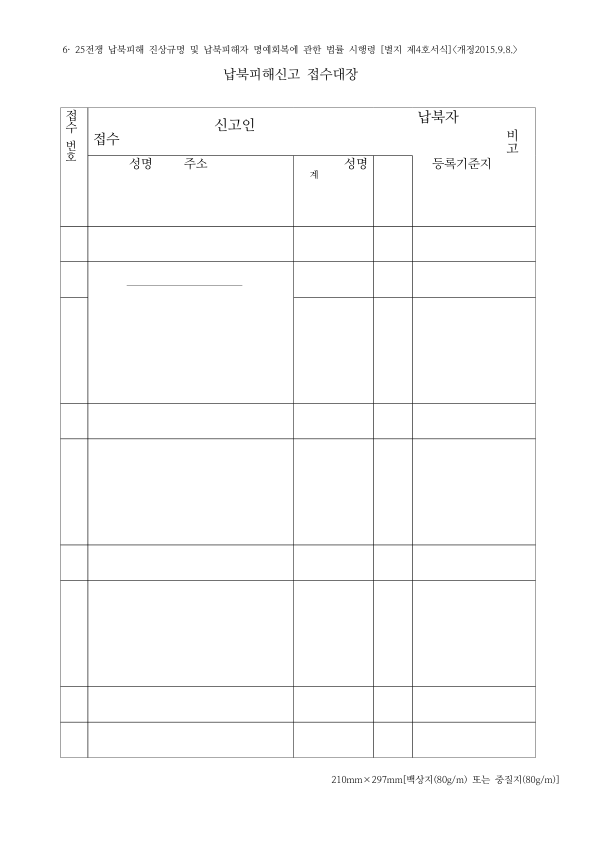 6· 25전쟁 납북피해 진상규명 및 납북피해자 명예회복에 관한 법률 시행령 [별지 제4호서식]<개정2015.9.8.>
납북피해신고 접수대장
접수 번호
신고인
납북자
접수
비고
성명 주소
성명
등록기준지
계
210mm×297mm[백상지(80g/m) 또는 중질지(80g/m)]